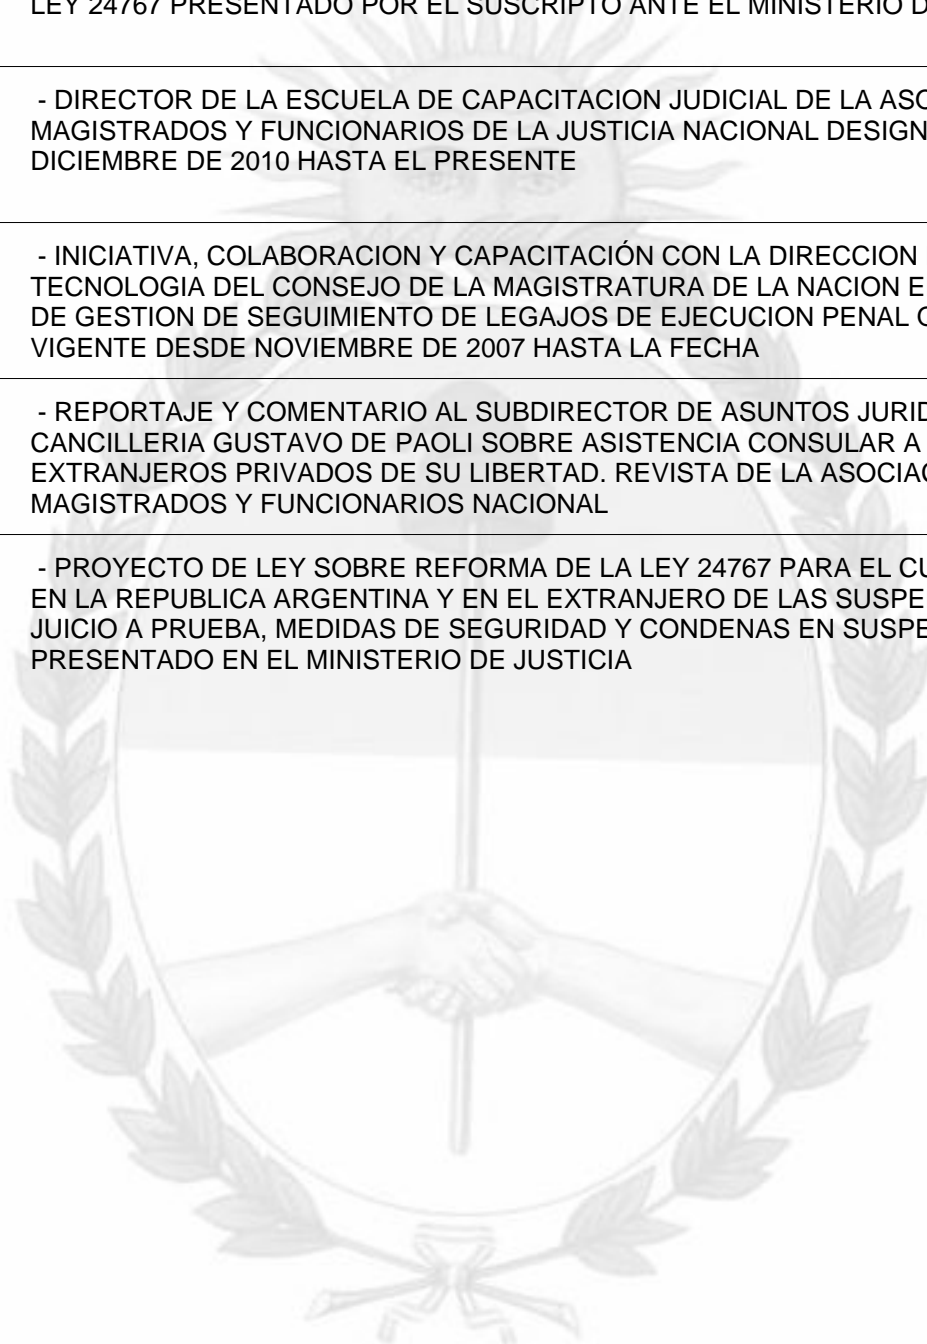 LEY 24767 PRESENTADO POR EL SUSCRIPTO ANTE EL MINISTERIO D
- DIRECTOR DE LA ESCUELA DE CAPACITACION JUDICIAL DE LA ASO
MAGISTRADOS Y FUNCIONARIOS DE LA JUSTICIA NACIONAL DESIGN
DICIEMBRE DE 2010 HASTA EL PRESENTE
- INICIATIVA, COLABORACION Y CAPACITACIÓN CON LA DIRECCION
TECNOLOGIA DEL CONSEJO DE LA MAGISTRATURA DE LA NACION E
DE GESTION DE SEGUIMIENTO DE LEGAJOS DE EJECUCION PENAL
VIGENTE DESDE NOVIEMBRE DE 2007 HASTA LA FECHA
- REPORTAJE Y COMENTARIO AL SUBDIRECTOR DE ASUNTOS JURID
CANCILLERIA GUSTAVO DE PAOLI SOBRE ASISTENCIA CONSULAR A
EXTRANJEROS PRIVADOS DE SU LIBERTAD. REVISTA DE LA ASOCIA
MAGISTRADOS Y FUNCIONARIOS NACIONAL
- PROYECTO DE LEY SOBRE REFORMA DE LA LEY 24767 PARA EL CU
EN LA REPUBLICA ARGENTINA Y EN EL EXTRANJERO DE LAS SUSPE
JUICIO A PRUEBA, MEDIDAS DE SEGURIDAD Y CONDENAS EN SUSPE
PRESENTADO EN EL MINISTERIO DE JUSTICIA